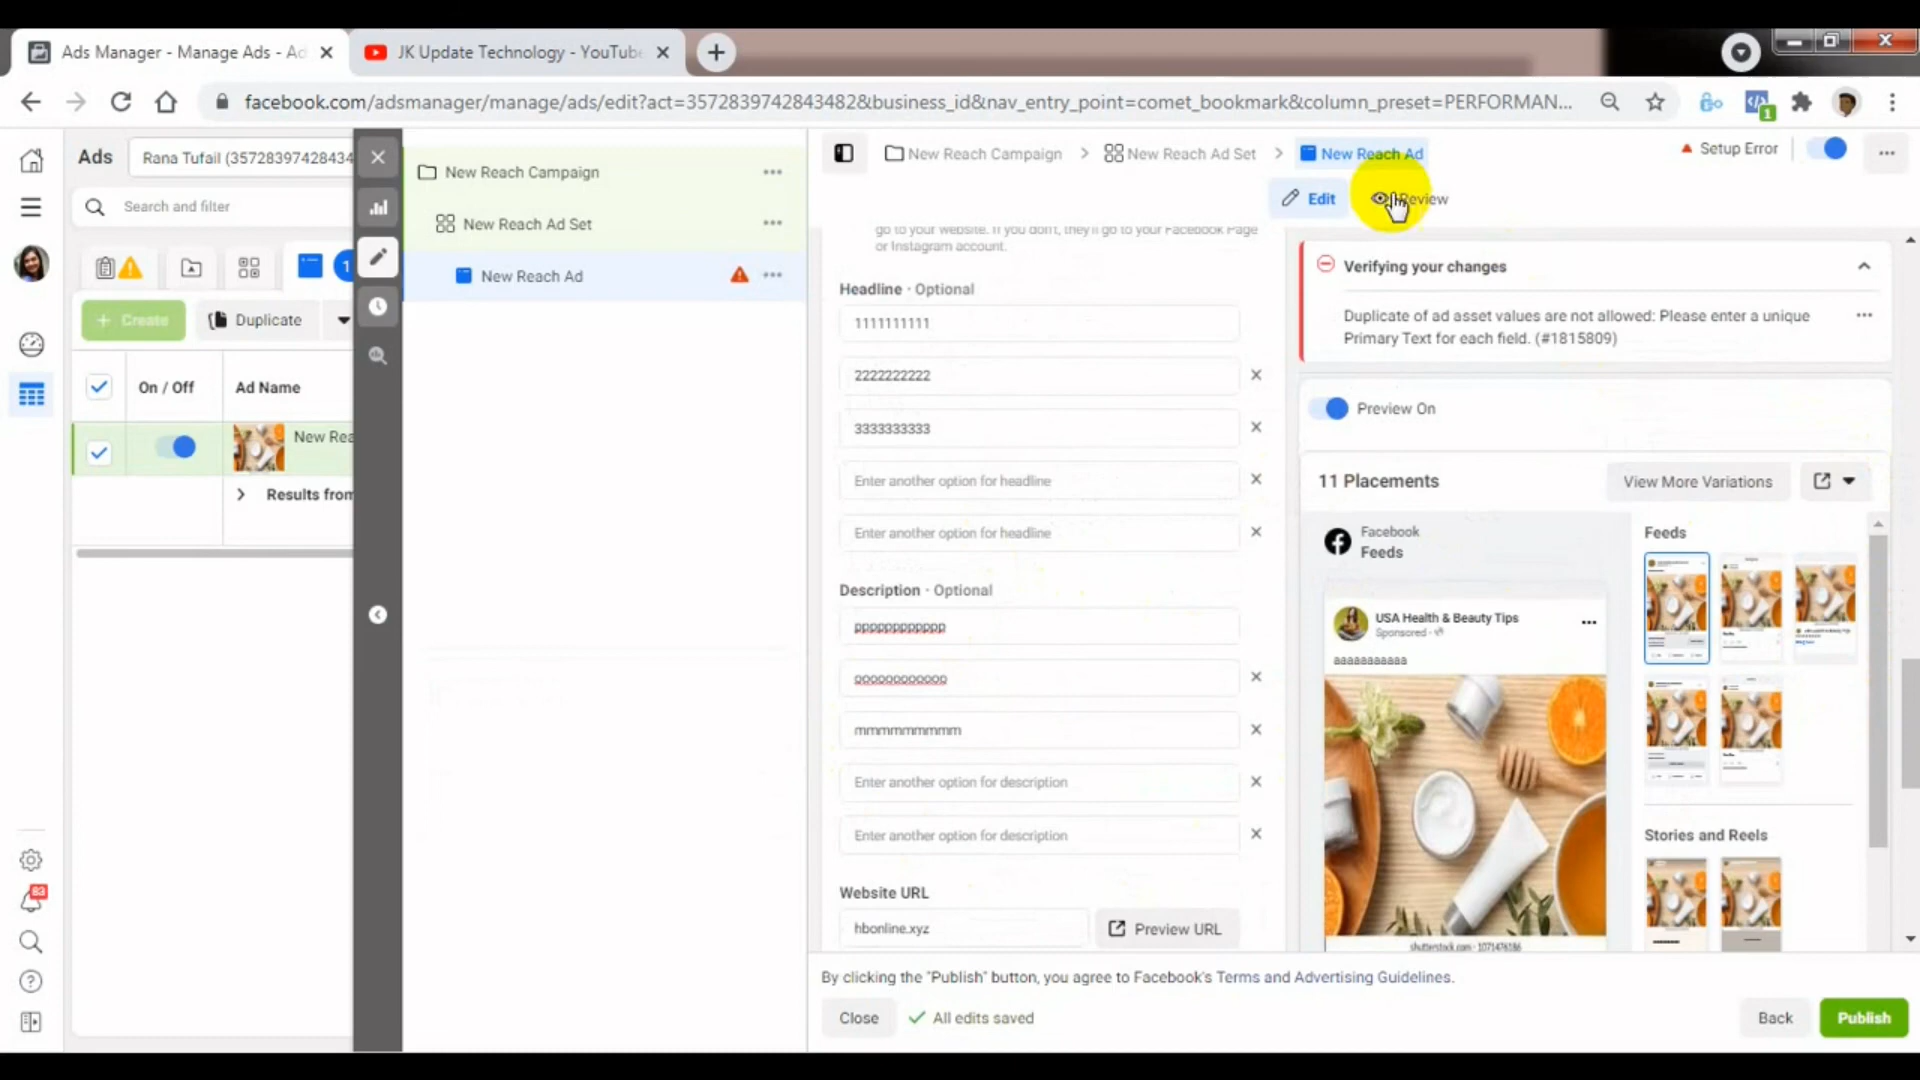 Ads Manager - Manage Ads - Ad
JK Update Technology - YouTube
facebook.com/adsmanager/manage/ads/edit?act=3572839742843482&business_id&nav_entry_point=comet_bookmark&column_preset=PERFORMAN...
1
Ads
Rana Tufail (35728397428434
New Reach Campaign
New Reach Ad Set
New Reach Ad
New Reach Campaign
New Reach Ad Set
New Reach Ad
Setup Error
Edit
Review
Search and filter
1
Create
Duplicate
On / Off
Ad Name
New Rea
Results from
83
go to your website. If you don't, they'll go to your Facebook Page
or Instagram account.
Headline · Optional
1111111111
2222222222
3333333333
Enter another option for headline
Enter another option for headline
Description · Optional
pppppppppppp
oooooooooooo
mmmmmmmmm
Enter another option for description
Enter another option for description
Website URL
hbonline.xyz
Preview URL
Verifying your changes
Duplicate of ad asset values are not allowed: Please enter a unique
Primary Text for each field. (#1815809)
Preview On
11 Placements
View More Variations
Facebook
Feeds
USA Health & Beauty Tips
Sponsored ·
aaaaaaaaaaa
shutterstock.com · 1071476186
Feeds
Stories and Reels
By clicking the "Publish" button, you agree to Facebook's Terms and Advertising Guidelines.
Close
All edits saved
Back
Publish